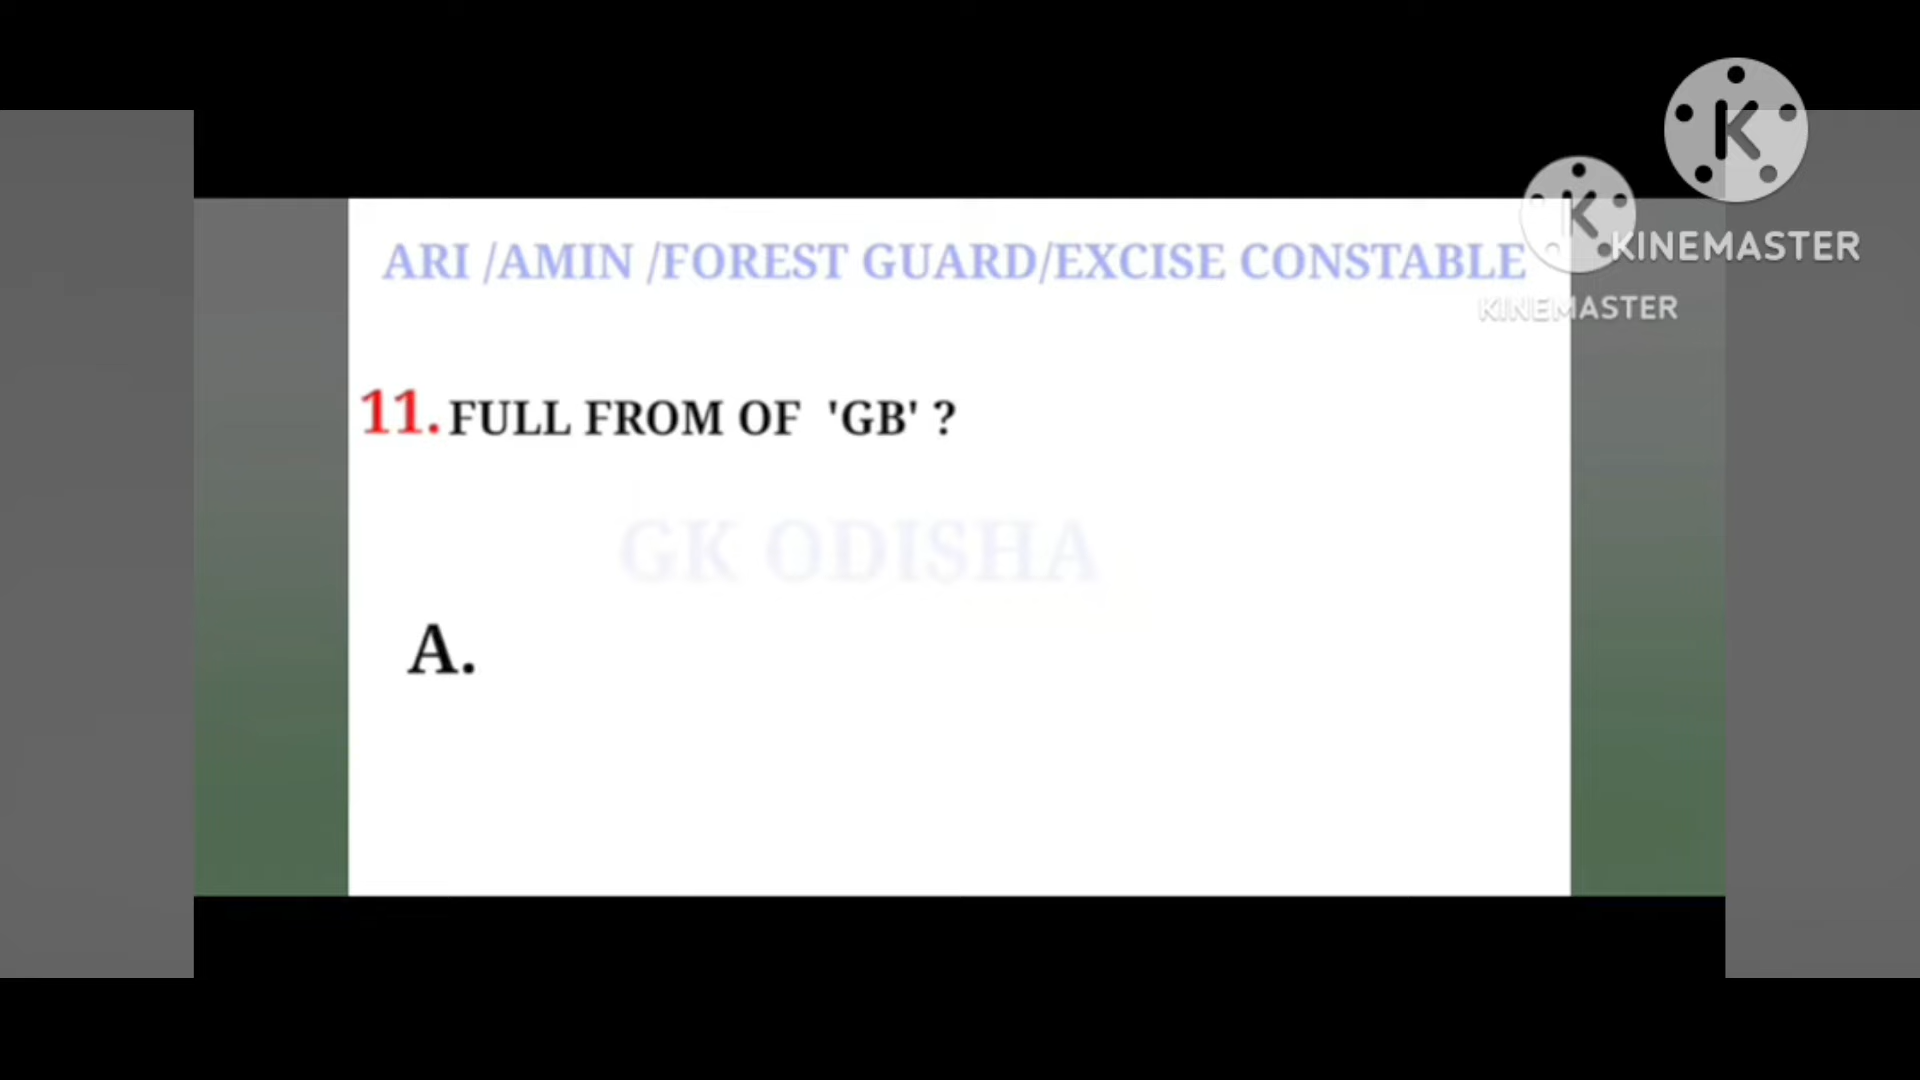 K
KINEMASTER
K
KINEMASTER
ARI /AMIN /FOREST GUARD/EXCISE CONSTABLE
11. FULL FROM OF 'GB' ?
GK ODISHA
A.